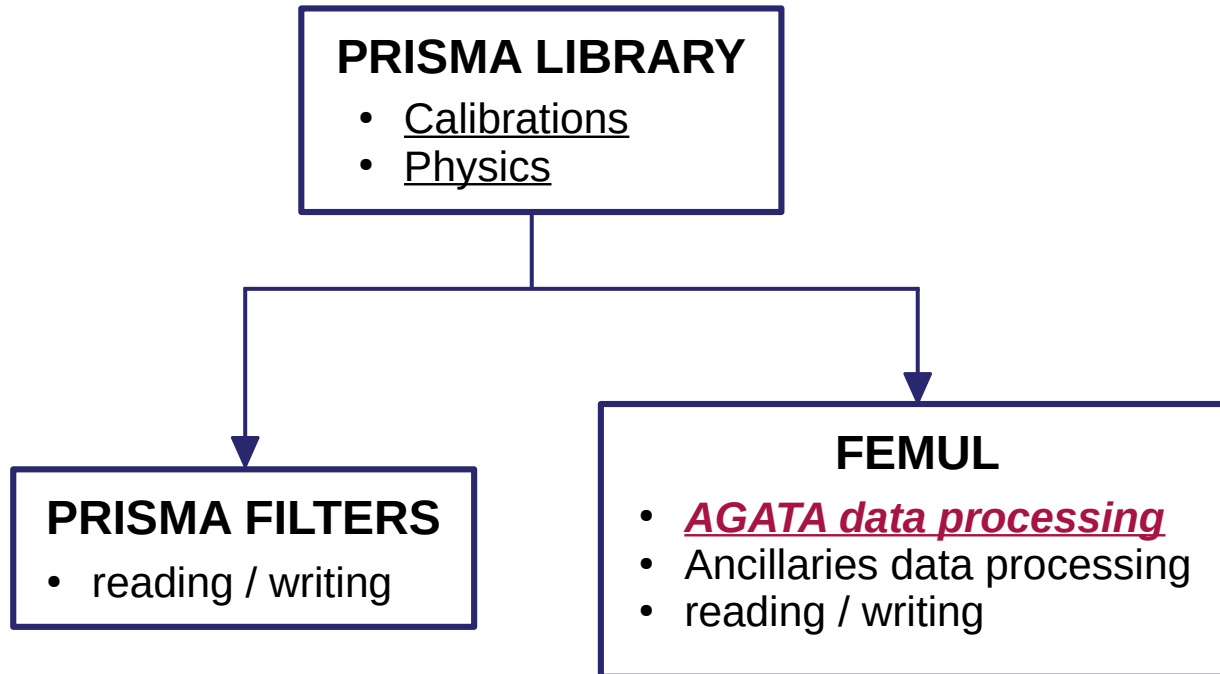 PRISMA LIBRARY
• Calibrations
• Physics
PRISMA FILTERS
• reading / writing
FEMUL
• AGATA data processing
• Ancillaries data processing
• reading / writing